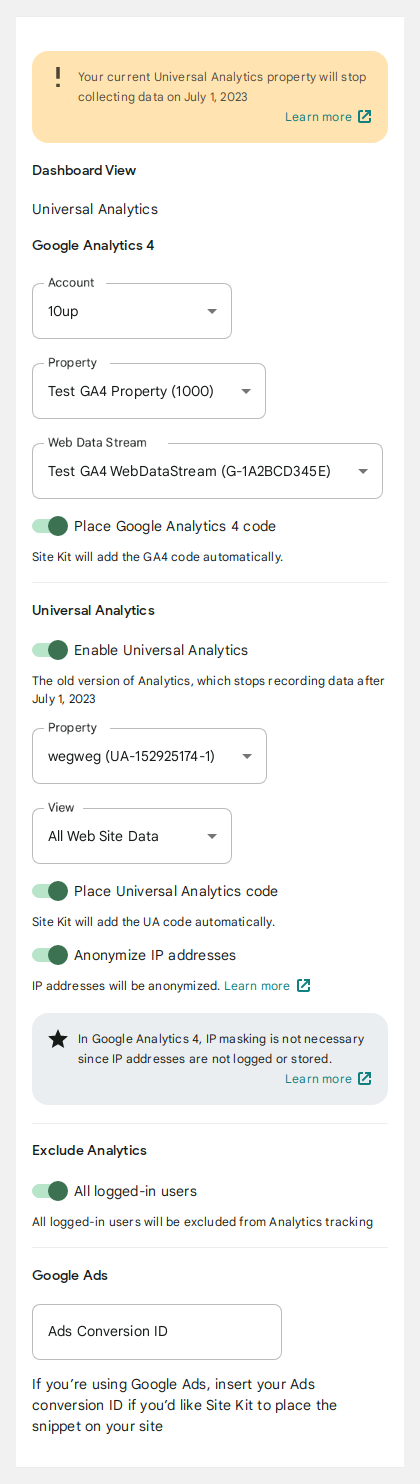 Your current Universal Analytics property will stop
collecting data on July 1, 2023
Learn more
Dashboard View
Universal Analytics
Google Analytics 4
Account
10up
Property
Test GA4 Property (1000)
Web Data Stream
Test GA4 WebDataStream (G-1A2BCD345E)
Place Google Analytics 4 code
Site Kit will add the GA4 code automatically.
Universal Analytics
Enable Universal Analytics
The old version of Analytics, which stops recording data after
July 1, 2023
Property
wegweg (UA-152925174-1)
View
All Web Site Data
Place Universal Analytics code
Site Kit will add the UA code automatically.
Anonymize IP addresses
IP addresses will be anonymized. Learn more
In Google Analytics 4, IP masking is not necessary
since IP addresses are not logged or stored.
Learn more
Exclude Analytics
All logged-in users
All logged-in users will be excluded from Analytics tracking
Google Ads
Ads Conversion ID
If you’re using Google Ads, insert your Ads
conversion ID if you’d like Site Kit to place the
snippet on your site